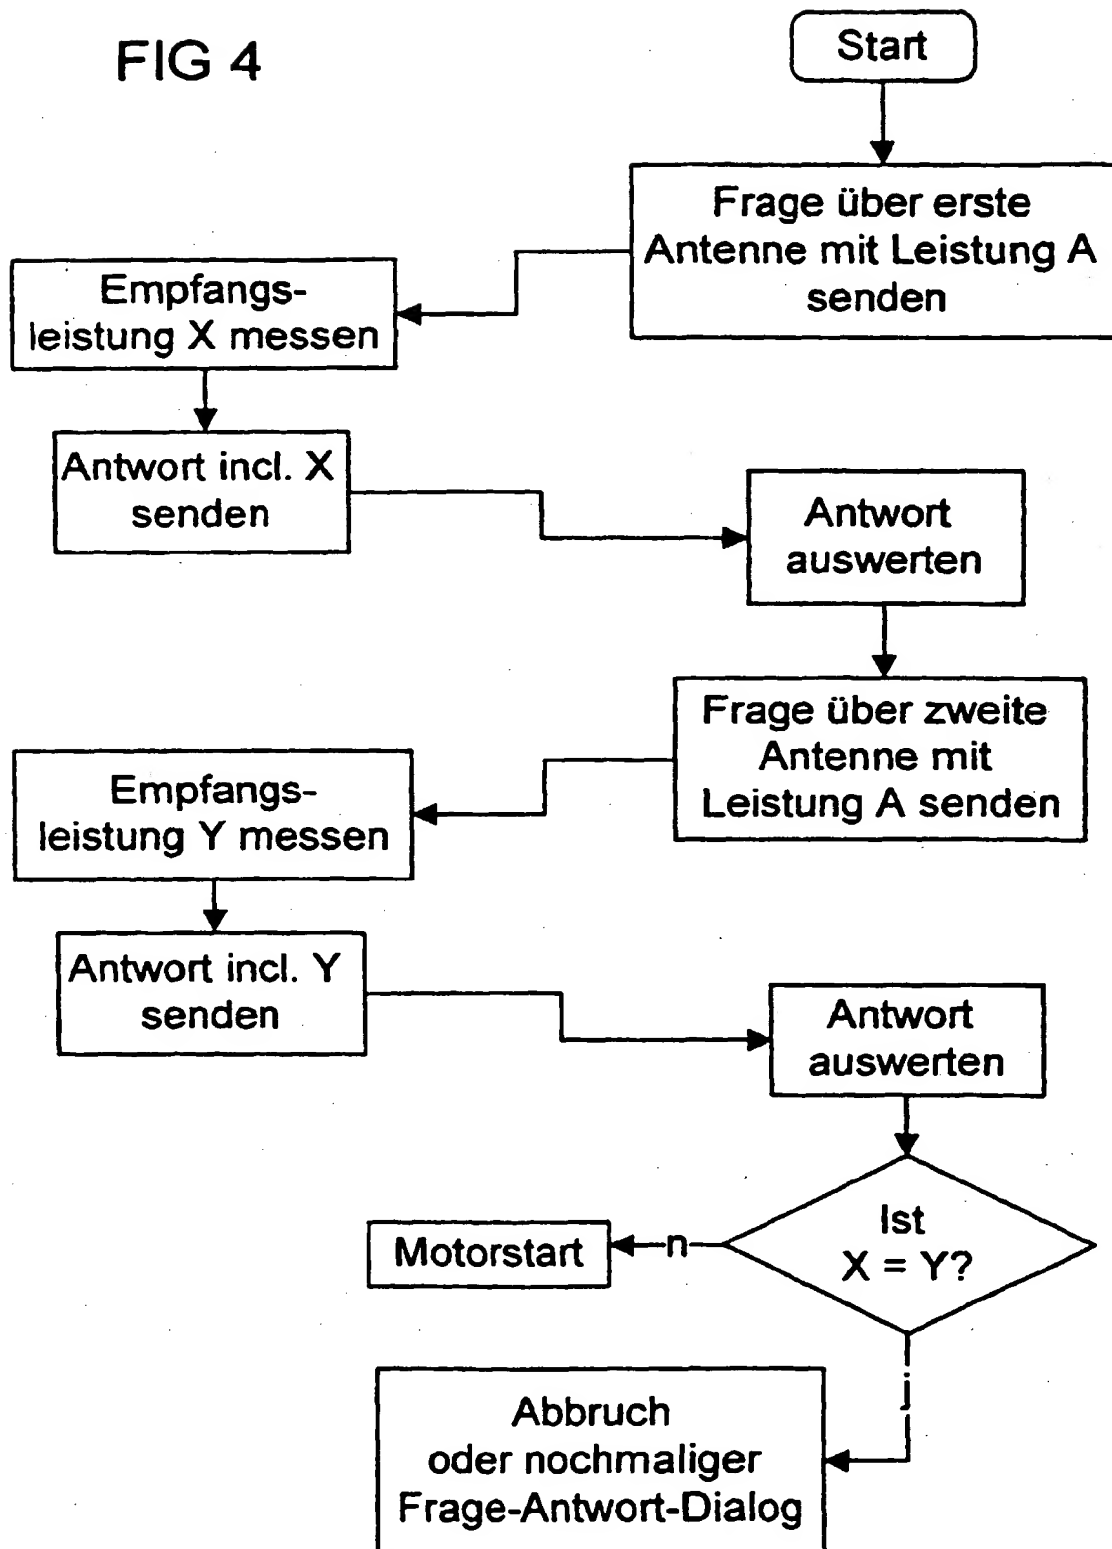 FIG 4
Start
Frage über erste
Antenne mit Leistung A
senden
Empfangs-
leistung X messen
Antwort incl. X
senden
Antwort
auswerten
Frage über zweite
Antenne mit
Leistung A senden
Empfangs-
leistung Y messen
Antwort incl. Y
senden
Antwort
auswerten
Ist
X = Y?
n
Motorstart
j
Abbruch
oder nochmaliger
Frage-Antwort-Dialog